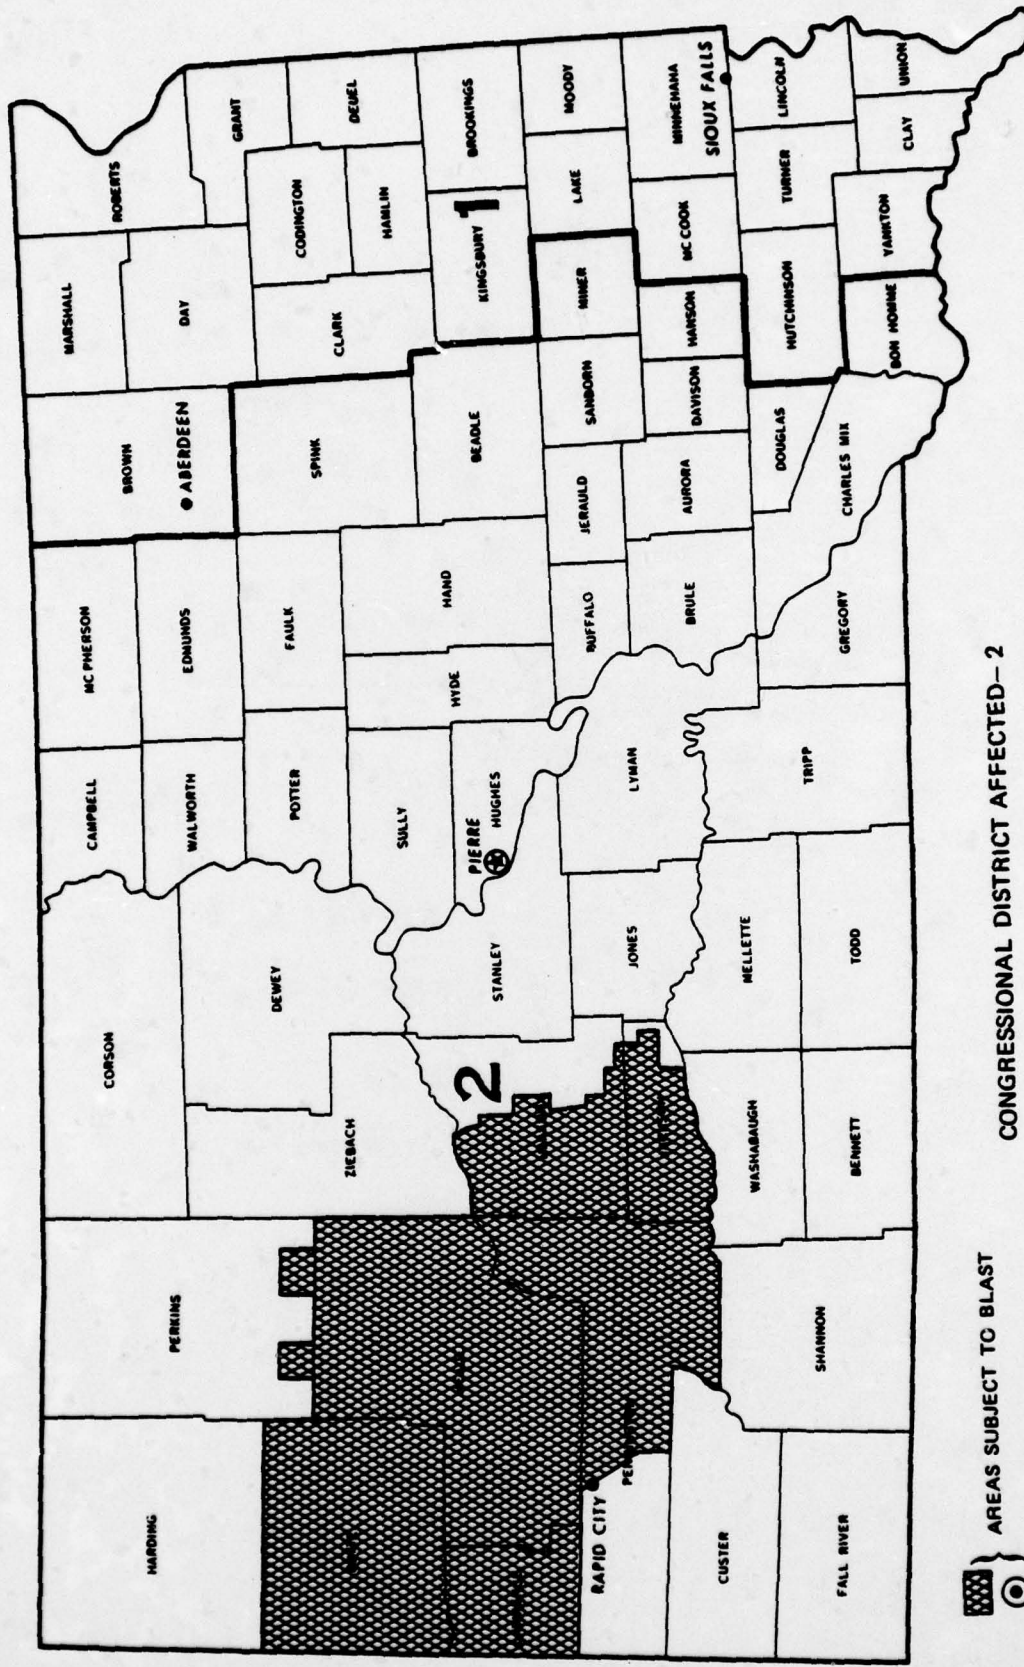 HARDING
PERKINS
CORSON
CAMPBELL
MC PHERSON
BROWN
MARSHALL
ROBERTS
WALWORTH
EDMUNDS
ABERDEEN
DAY
GRANT
DEWEY
POTTER
FAULK
SPINK
CLARK
CODINGTON
DEUEL
HAMLIN
ZIEBACH
SULLY
HYDE
HAND
BEADLE
KINGSBURY
1
BROOKINGS
2
STANLEY
PIERRE
HUGHES
BUFFALO
JERAULD
SANBORN
MINER
LAKE
MOODY
RAPID CITY
JONES
LYMAN
BRULE
AURORA
DAVISON
HANSON
MC COOK
MINNEHAHA
SIOUX FALLS
CUSTER
WASHABAUGH
MELLETTE
TRIPP
GREGORY
CHARLES MIX
DOUGLAS
HUTCHINSON
TURNER
LINCOLN
FALL RIVER
SHANNON
BENNETT
TODD
BON HOMME
YANKTON
CLAY
UNION
AREAS SUBJECT TO BLAST
CONGRESSIONAL DISTRICT AFFECTED-2